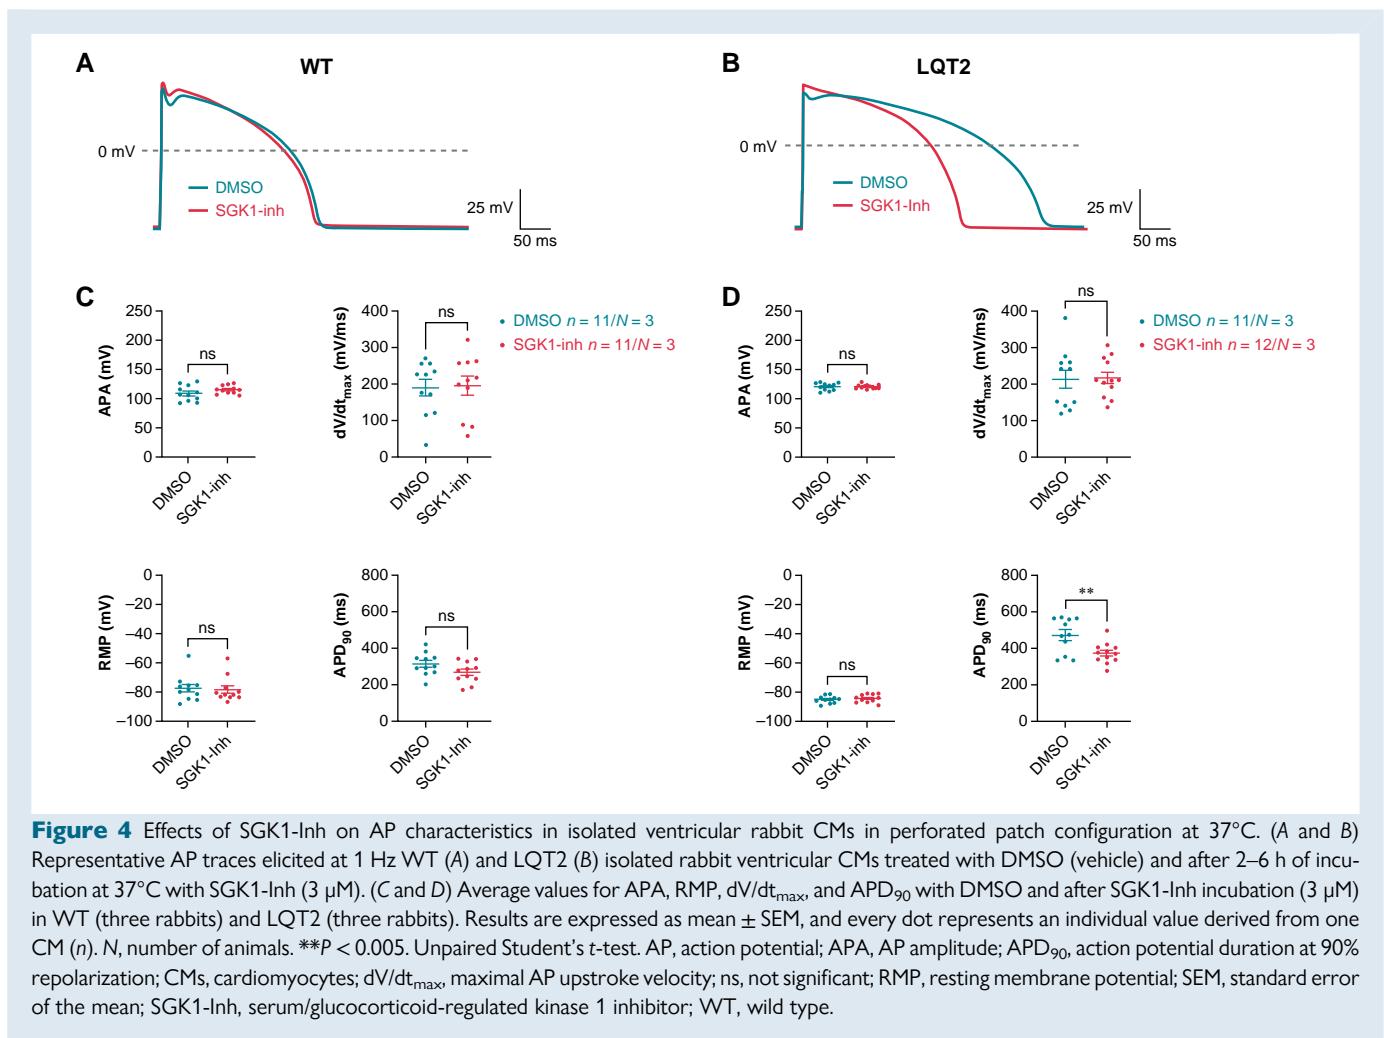 A
WT
0 mV
DMSO
SGK1-inh
25 mV
50 ms
B
LQT2
0 mV
DMSO
SGK1-Inh
25 mV
50 ms
C
APA (mV)
250
200
150
100
50
0
ns
DMSO
SGK1-inh
dV/dtmax (mV/ms)
400
300
200
100
0
ns
DMSO
SGK1-inh
DMSO n = 11/N = 3
SGK1-inh n = 11/N = 3
RMP (mV)
0
–20
–40
–60
–80
–100
ns
DMSO
SGK1-Inh
APD90 (ms)
800
600
400
200
0
ns
DMSO
SGK1-Inh
D
APA (mV)
250
200
150
100
50
0
ns
DMSO
SGK1-inh
dV/dtmax (mV/ms)
400
300
200
100
0
ns
DMSO
SGK1-inh
DMSO n = 11/N = 3
SGK1-inh n = 12/N = 3
RMP (mV)
0
–20
–40
–60
–80
–100
ns
DMSO
SGK1-inh
APD90 (ms)
800
600
400
200
0
**
DMSO
SGK1-inh
Figure 4 Effects of SGK1-Inh on AP characteristics in isolated ventricular rabbit CMs in perforated patch configuration at 37°C. (A and B)
Representative AP traces elicited at 1 Hz WT (A) and LQT2 (B) isolated rabbit ventricular CMs treated with DMSO (vehicle) and after 2–6 h of incu-
bation at 37°C with SGK1-Inh (3 µM). (C and D) Average values for APA, RMP, dV/dtmax, and APD90 with DMSO and after SGK1-Inh incubation (3 µM)
in WT (three rabbits) and LQT2 (three rabbits). Results are expressed as mean ± SEM, and every dot represents an individual value derived from one
CM (n). N, number of animals. **P < 0.005. Unpaired Student's t-test. AP, action potential; APA, AP amplitude; APD90, action potential duration at 90%
repolarization; CMs, cardiomyocytes; dV/dtmax, maximal AP upstroke velocity; ns, not significant; RMP, resting membrane potential; SEM, standard error
of the mean; SGK1-Inh, serum/glucocorticoid-regulated kinase 1 inhibitor; WT, wild type.